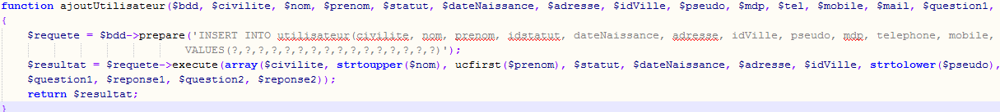 function ajoutUtilisateur($bdd, $civilite, $nom, $prenom, $statut, $dateNaissance, $adresse, $idVille, $pseudo, $mdp, $tel, $mobile, $mail, $question1,
{
$requete = $bdd->prepare('INSERT INTO utilisateur(civilite, nom, prenom, idstatut, dateNaissance, adresse, idVille, pseudo, mdp, telephone, mobile,
VALUES(?,?,?,?,?,?,?,?,?,?,?,?,?,?,?,?)');
$resultat = $requete->execute(array($civilite, strtoupper($nom), ucfirst($prenom), $statut, $dateNaissance, $adresse, $idVille, strtolower($pseudo),
$question1, $reponse1, $question2, $reponse2));
return $resultat;
}